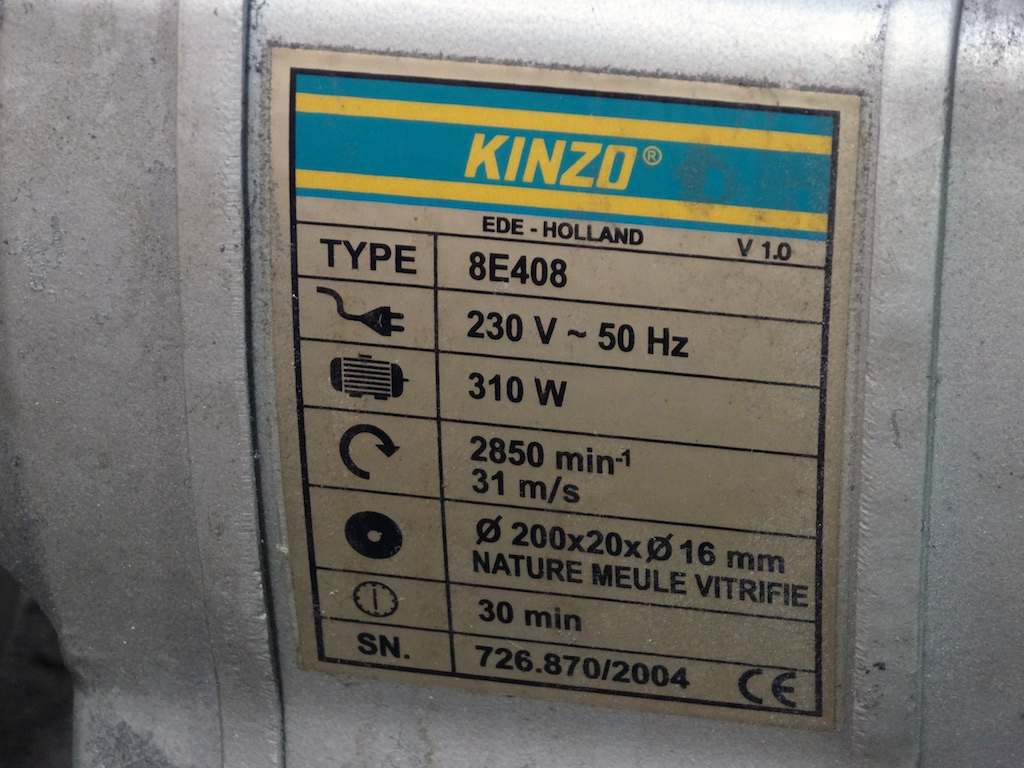 KINZO®
EDE - HOLLAND
V 1.0
TYPE 8E408
230 V ~ 50 Hz
310 W
2850 min-1
31 m/s
Ø 200x20xØ 16 mm
NATURE MEULE VITRIFIE
30 min
SN. 726.870/2004 CE